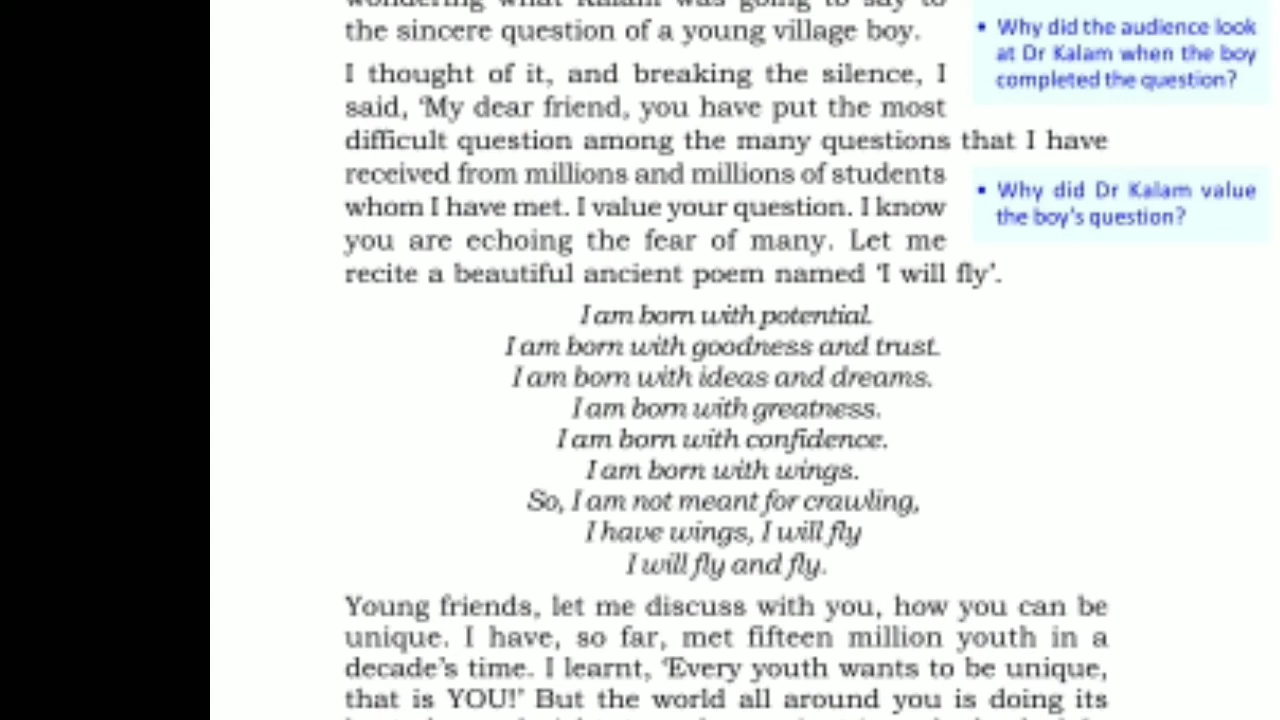 wondering what Kalam was going to say to
the sincere question of a young village boy.
• Why did the audience look
at Dr Kalam when the boy
completed the question?
I thought of it, and breaking the silence, I
said, ‘My dear friend, you have put the most
difficult question among the many questions that I have
received from millions and millions of students
whom I have met. I value your question. I know
you are echoing the fear of many. Let me
recite a beautiful ancient poem named ‘I will fly’.
• Why did Dr Kalam value
the boy's question?
I am born with potential.
I am born with goodness and trust.
I am born with ideas and dreams.
I am born with greatness.
I am born with confidence.
I am born with wings.
So, I am not meant for crawling,
I have wings, I will fly
I will fly and fly.
Young friends, let me discuss with you, how you can be
unique. I have, so far, met fifteen million youth in a
decade’s time. I learnt, ‘Every youth wants to be unique,
that is YOU!’ But the world all around you is doing its